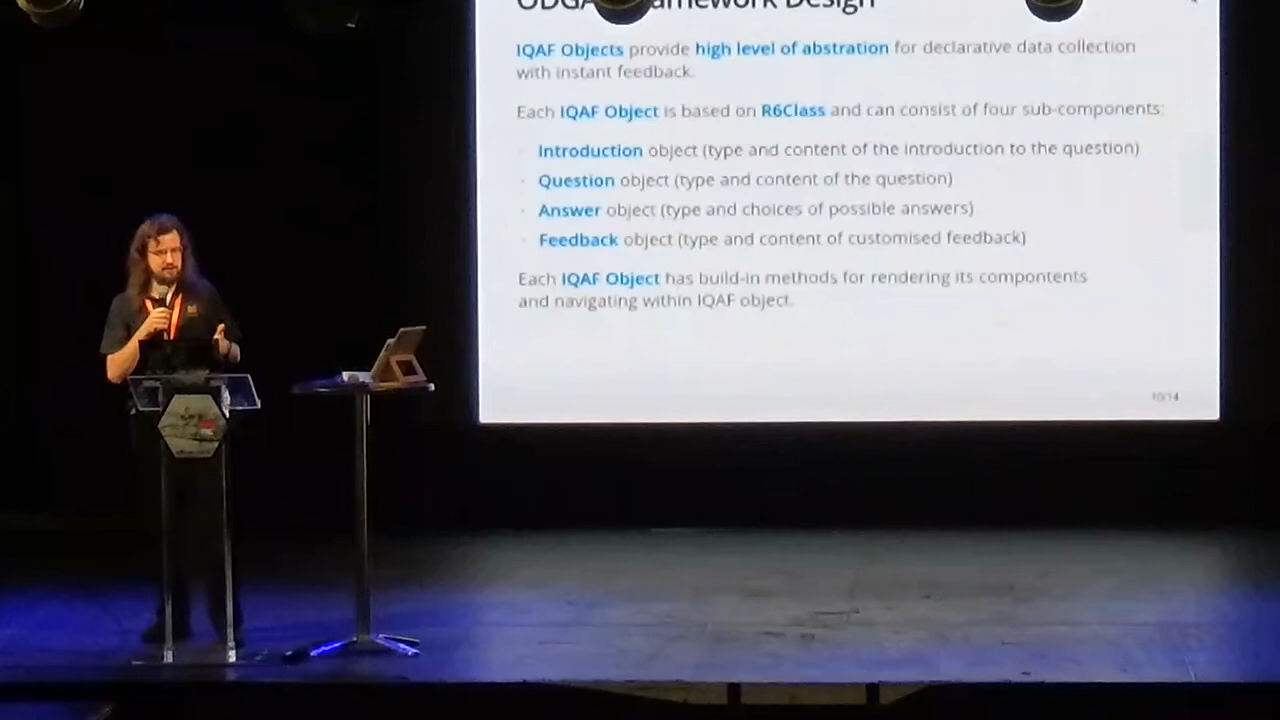 Framework Design
IQAF Objects provide high level of abstration for declarative data collection
with instant feedback.
Each IQAF Object is based on R6Class and can consist of four sub-components:
Introduction object (type and content of the introduction to the question)
Question object (type and content of the question)
Answer object (type and choices of possible answers)
Feedback object (type and content of customised feedback)
Each IQAF Object has build-in methods for rendering its compontents
and navigating within IQAF object.
10/14